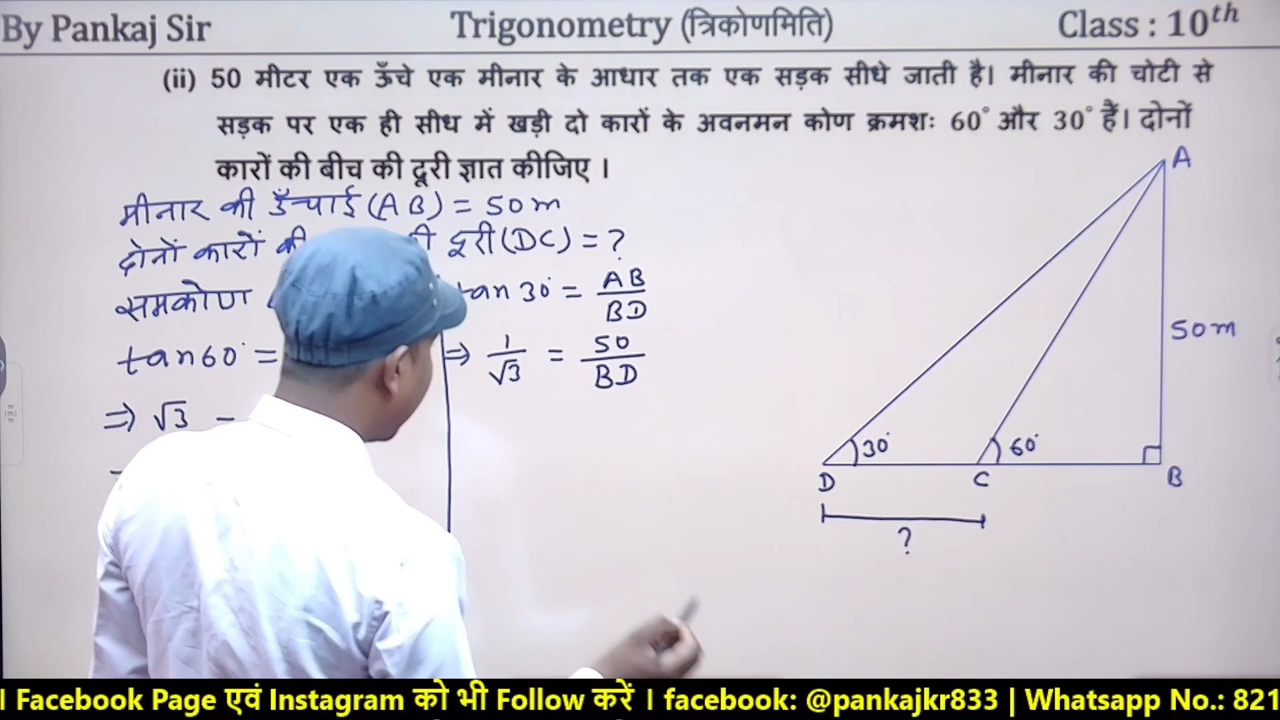 By Pankaj Sir Trigonometry (त्रिकोणमिति) Class : 10th
(ii) 50 मीटर एक ऊँचे एक मीनार के आधार तक एक सड़क सीधे जाती है। मीनार की चोटी से
सड़क पर एक ही सीध में खड़ी दो कारों के अवनमन कोण क्रमशः 60° और 30° हैं। दोनों
कारों की बीच की दूरी ज्ञात कीजिए ।
मीनार की ऊँचाई (AB) = 50m
दोनों कारों की दूरी (DC) = ?
समकोण tan 30° = AB/BD
tan 60° = ⇒ 1/√3 = 50/BD
⇒ √3
A
50m
30°
60°
D C B
?
I Facebook Page एवं Instagram को भी Follow करें । facebook: @pankajkr833 | Whatsapp No.: 821